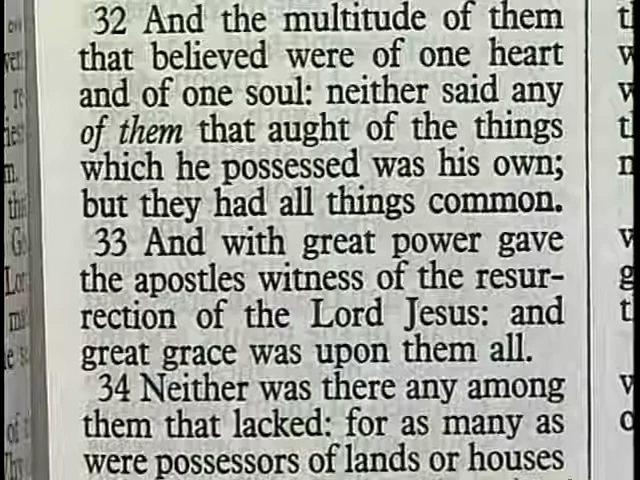 32 And the multitude of them
that believed were of one heart
and of one soul: neither said any
of them that aught of the things
which he possessed was his own;
but they had all things common.
33 And with great power gave
the apostles witness of the resur-
rection of the Lord Jesus: and
great grace was upon them all.
34 Neither was there any among
them that lacked: for as many as
were possessors of lands or houses